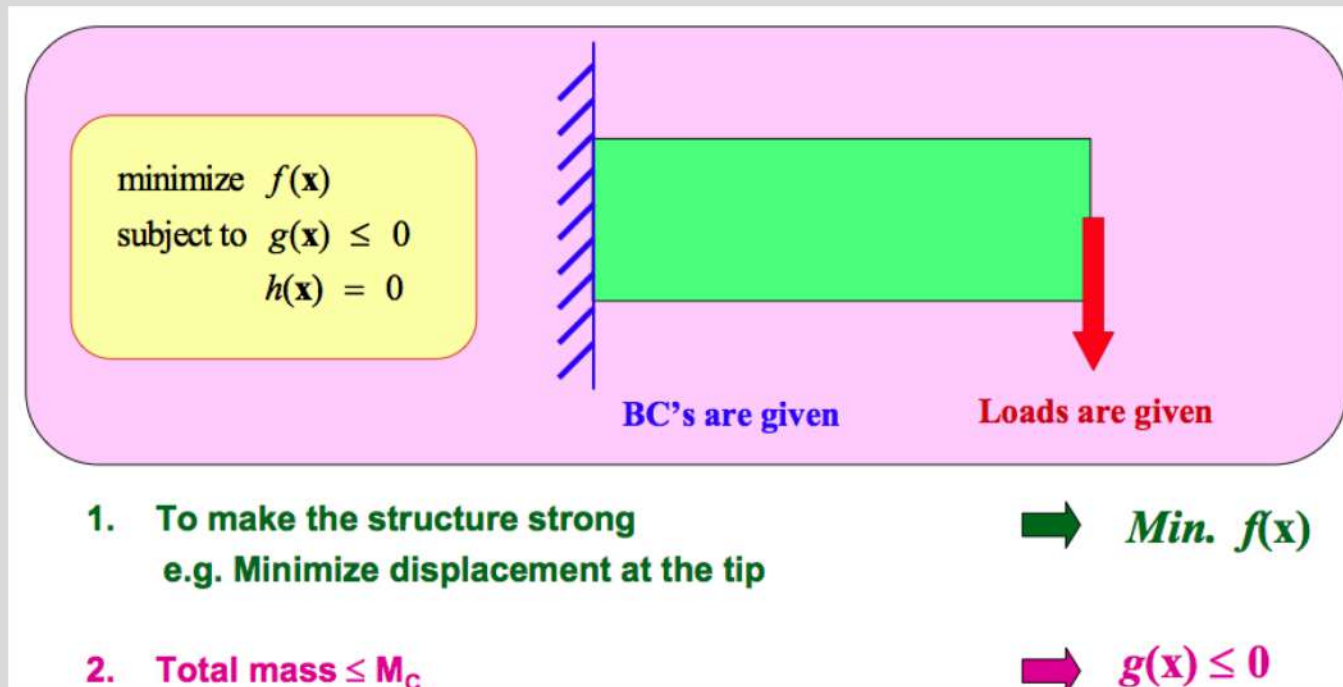 minimize f(x)
subject to g(x) ≤ 0
h(x) = 0
BC's are given
Loads are given
1. To make the structure strong
Min. f(x)
e.g. Minimize displacement at the tip
2. Total mass ≤ M_C
g(x) ≤ 0